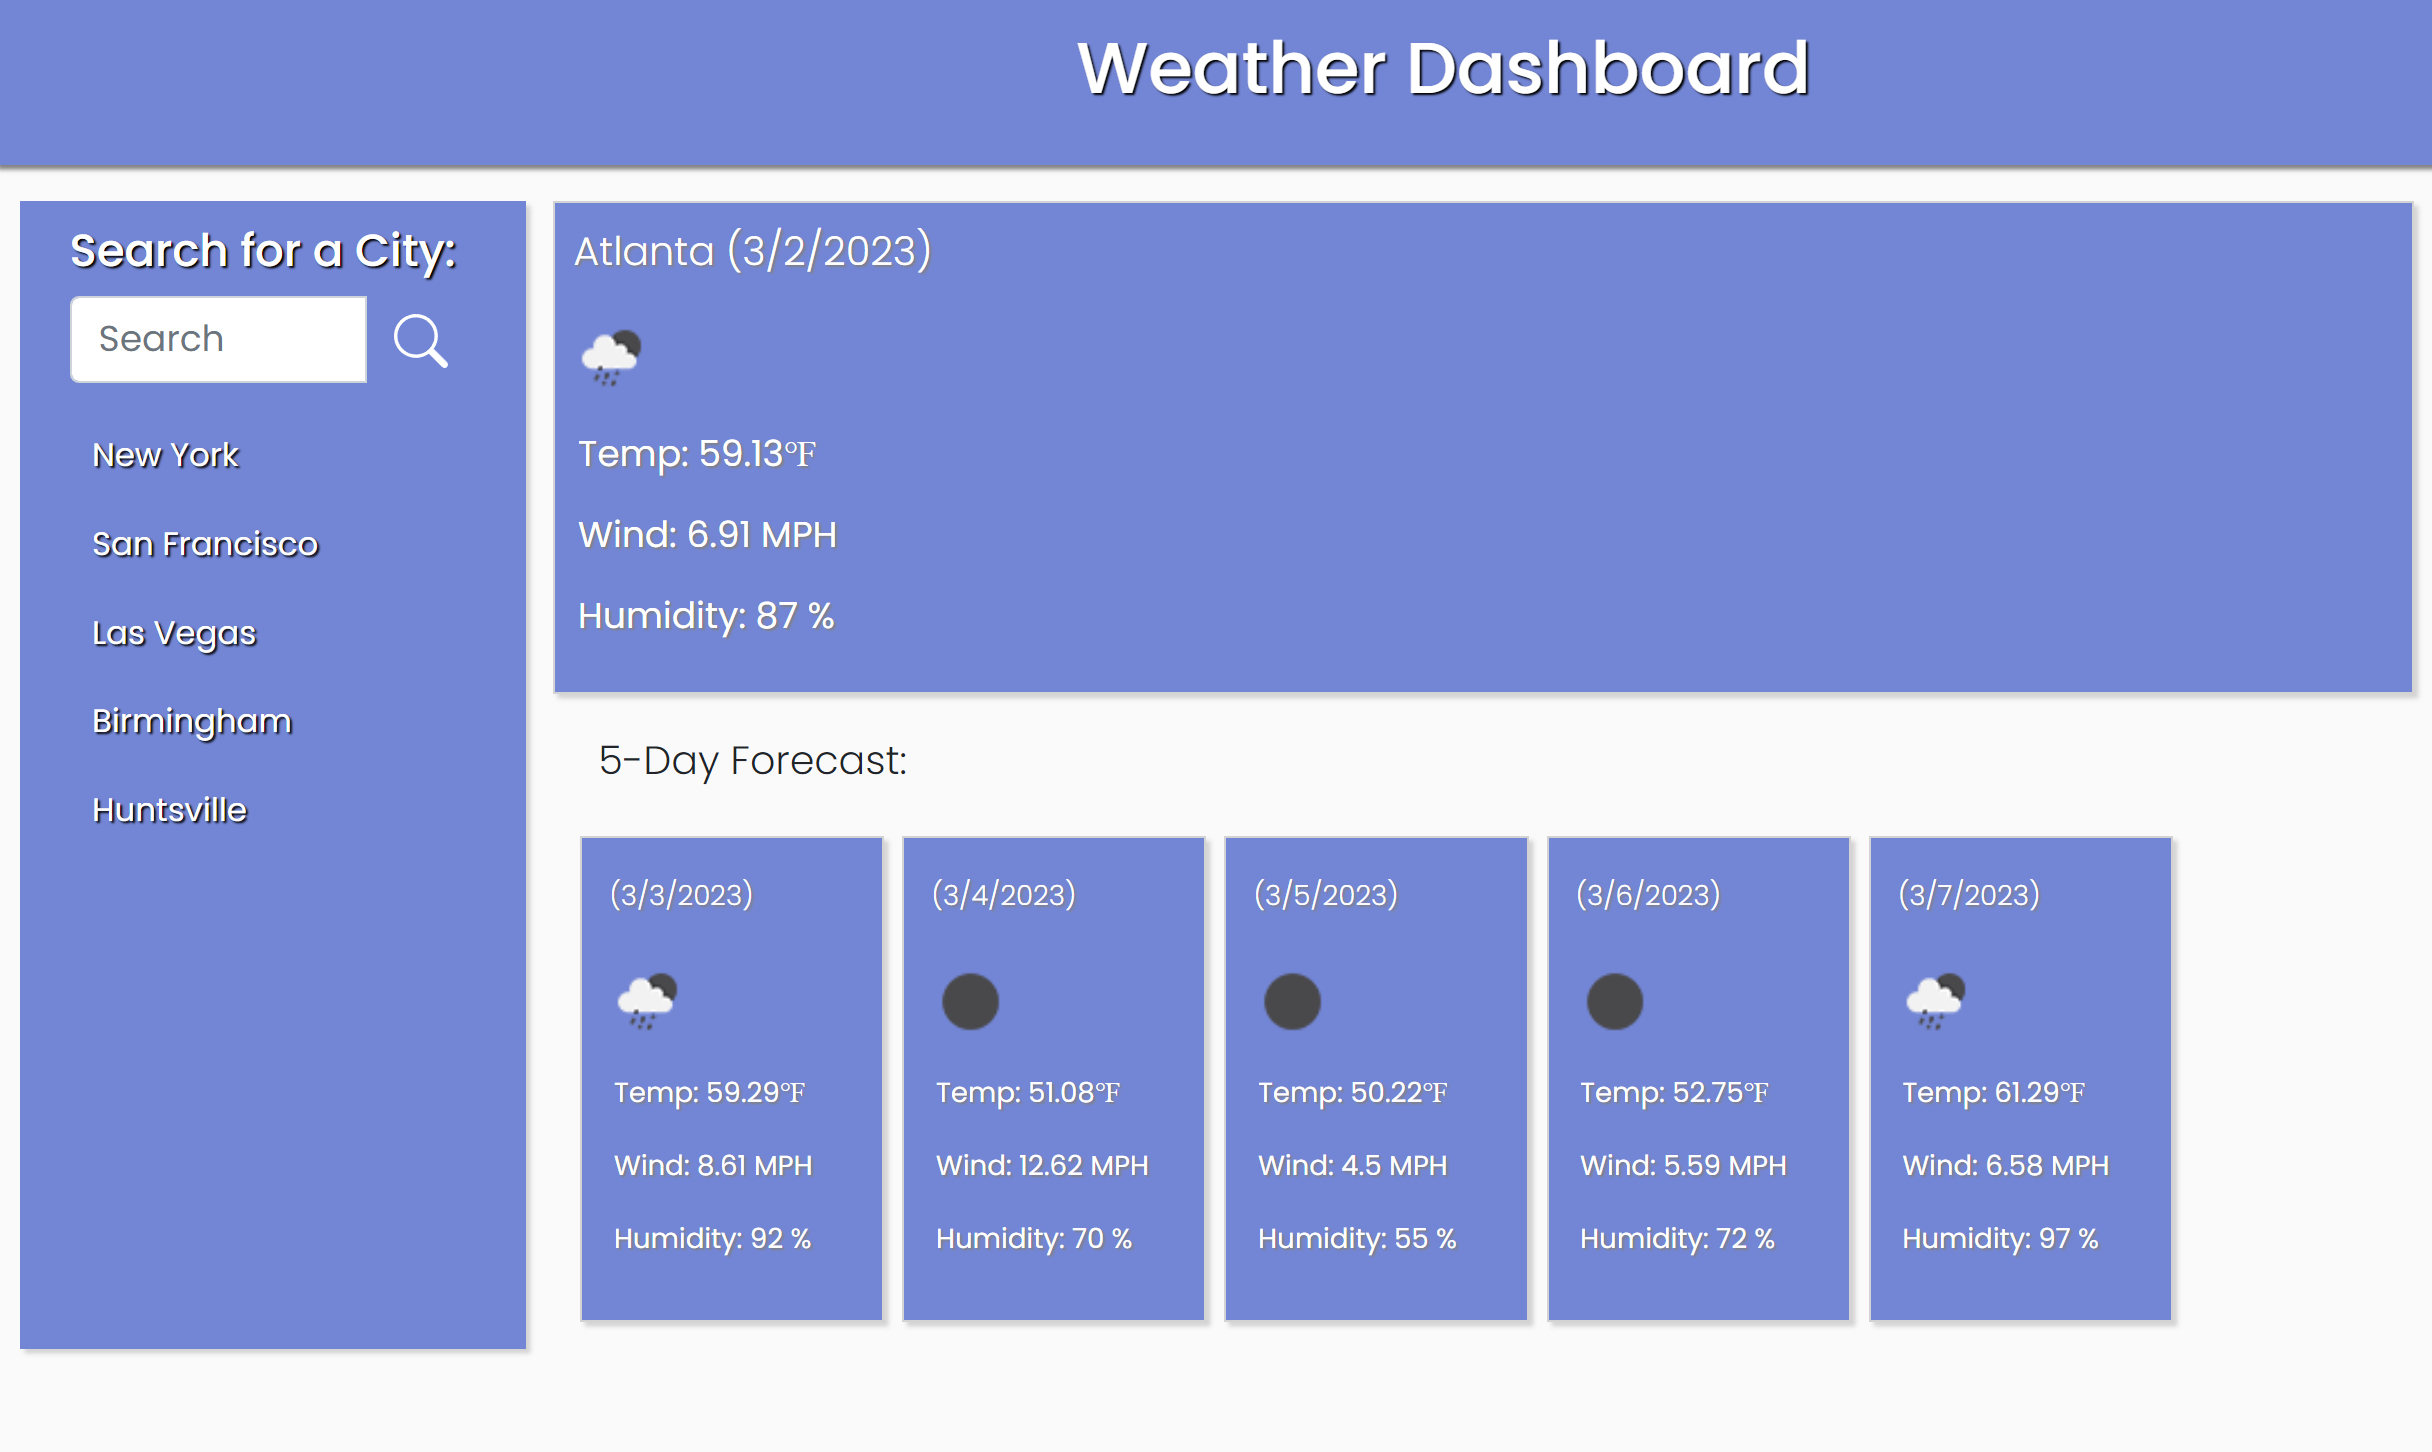 Weather Dashboard
Search for a City:
Search
New York
San Francisco
Las Vegas
Birmingham
Huntsville
Atlanta (3/2/2023)
Temp: 59.13℉
Wind: 6.91 MPH
Humidity: 87 %
5-Day Forecast:
(3/3/2023)
Temp: 59.29℉
Wind: 8.61 MPH
Humidity: 92 %
(3/4/2023)
Temp: 51.08℉
Wind: 12.62 MPH
Humidity: 70 %
(3/5/2023)
Temp: 50.22℉
Wind: 4.5 MPH
Humidity: 55 %
(3/6/2023)
Temp: 52.75℉
Wind: 5.59 MPH
Humidity: 72 %
(3/7/2023)
Temp: 61.29℉
Wind: 6.58 MPH
Humidity: 97 %